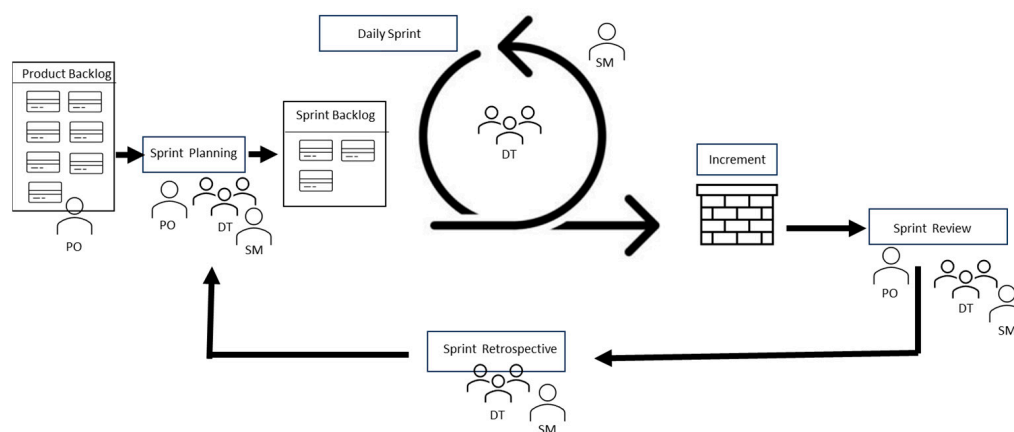 Daily Sprint
SM
Product Backlog
Sprint Planning
Sprint Backlog
DT
Increment
PO
PO
DT
SM
Sprint Review
PO
DT
SM
Sprint Retrospective
DT
SM